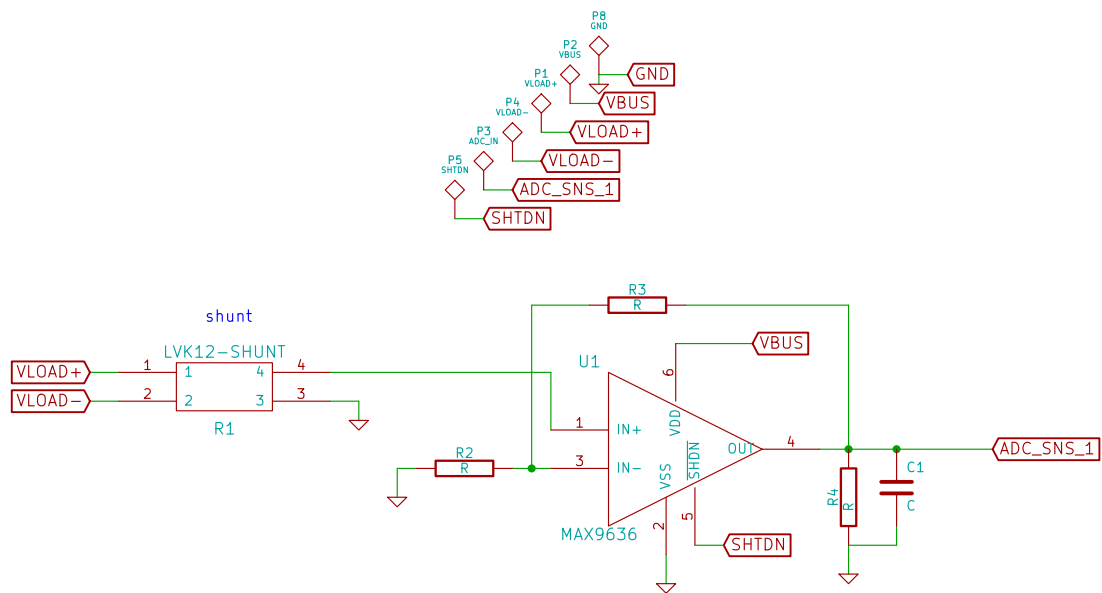 P8
GND
GND
P2
VBUS
VBUS
P1
VLOAD+
VLOAD+
P4
VLOAD-
VLOAD-
P3
ADC_IN
ADC_SNS_1
P5
SHTDN
SHTDN
shunt
LVK12-SHUNT
VLOAD+ 1 1 4 4
VLOAD- 2 2 3 3
R1
R3
R
VBUS
U1
6
VDD
1 IN+
R2
R
3 IN-
OUT 4
ADC_SNS_1
VSS
SHDN
2
5
MAX9636
SHTDN
R4
R
C1
C